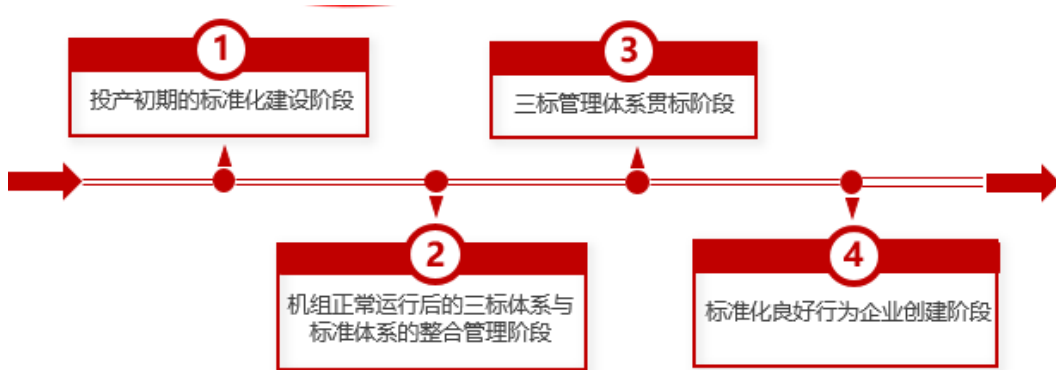 1
投产初期的标准化建设阶段
2
机组正常运行后的三标体系与
标准体系的整合管理阶段
3
三标管理体系贯标阶段
4
标准化良好行为企业创建阶段